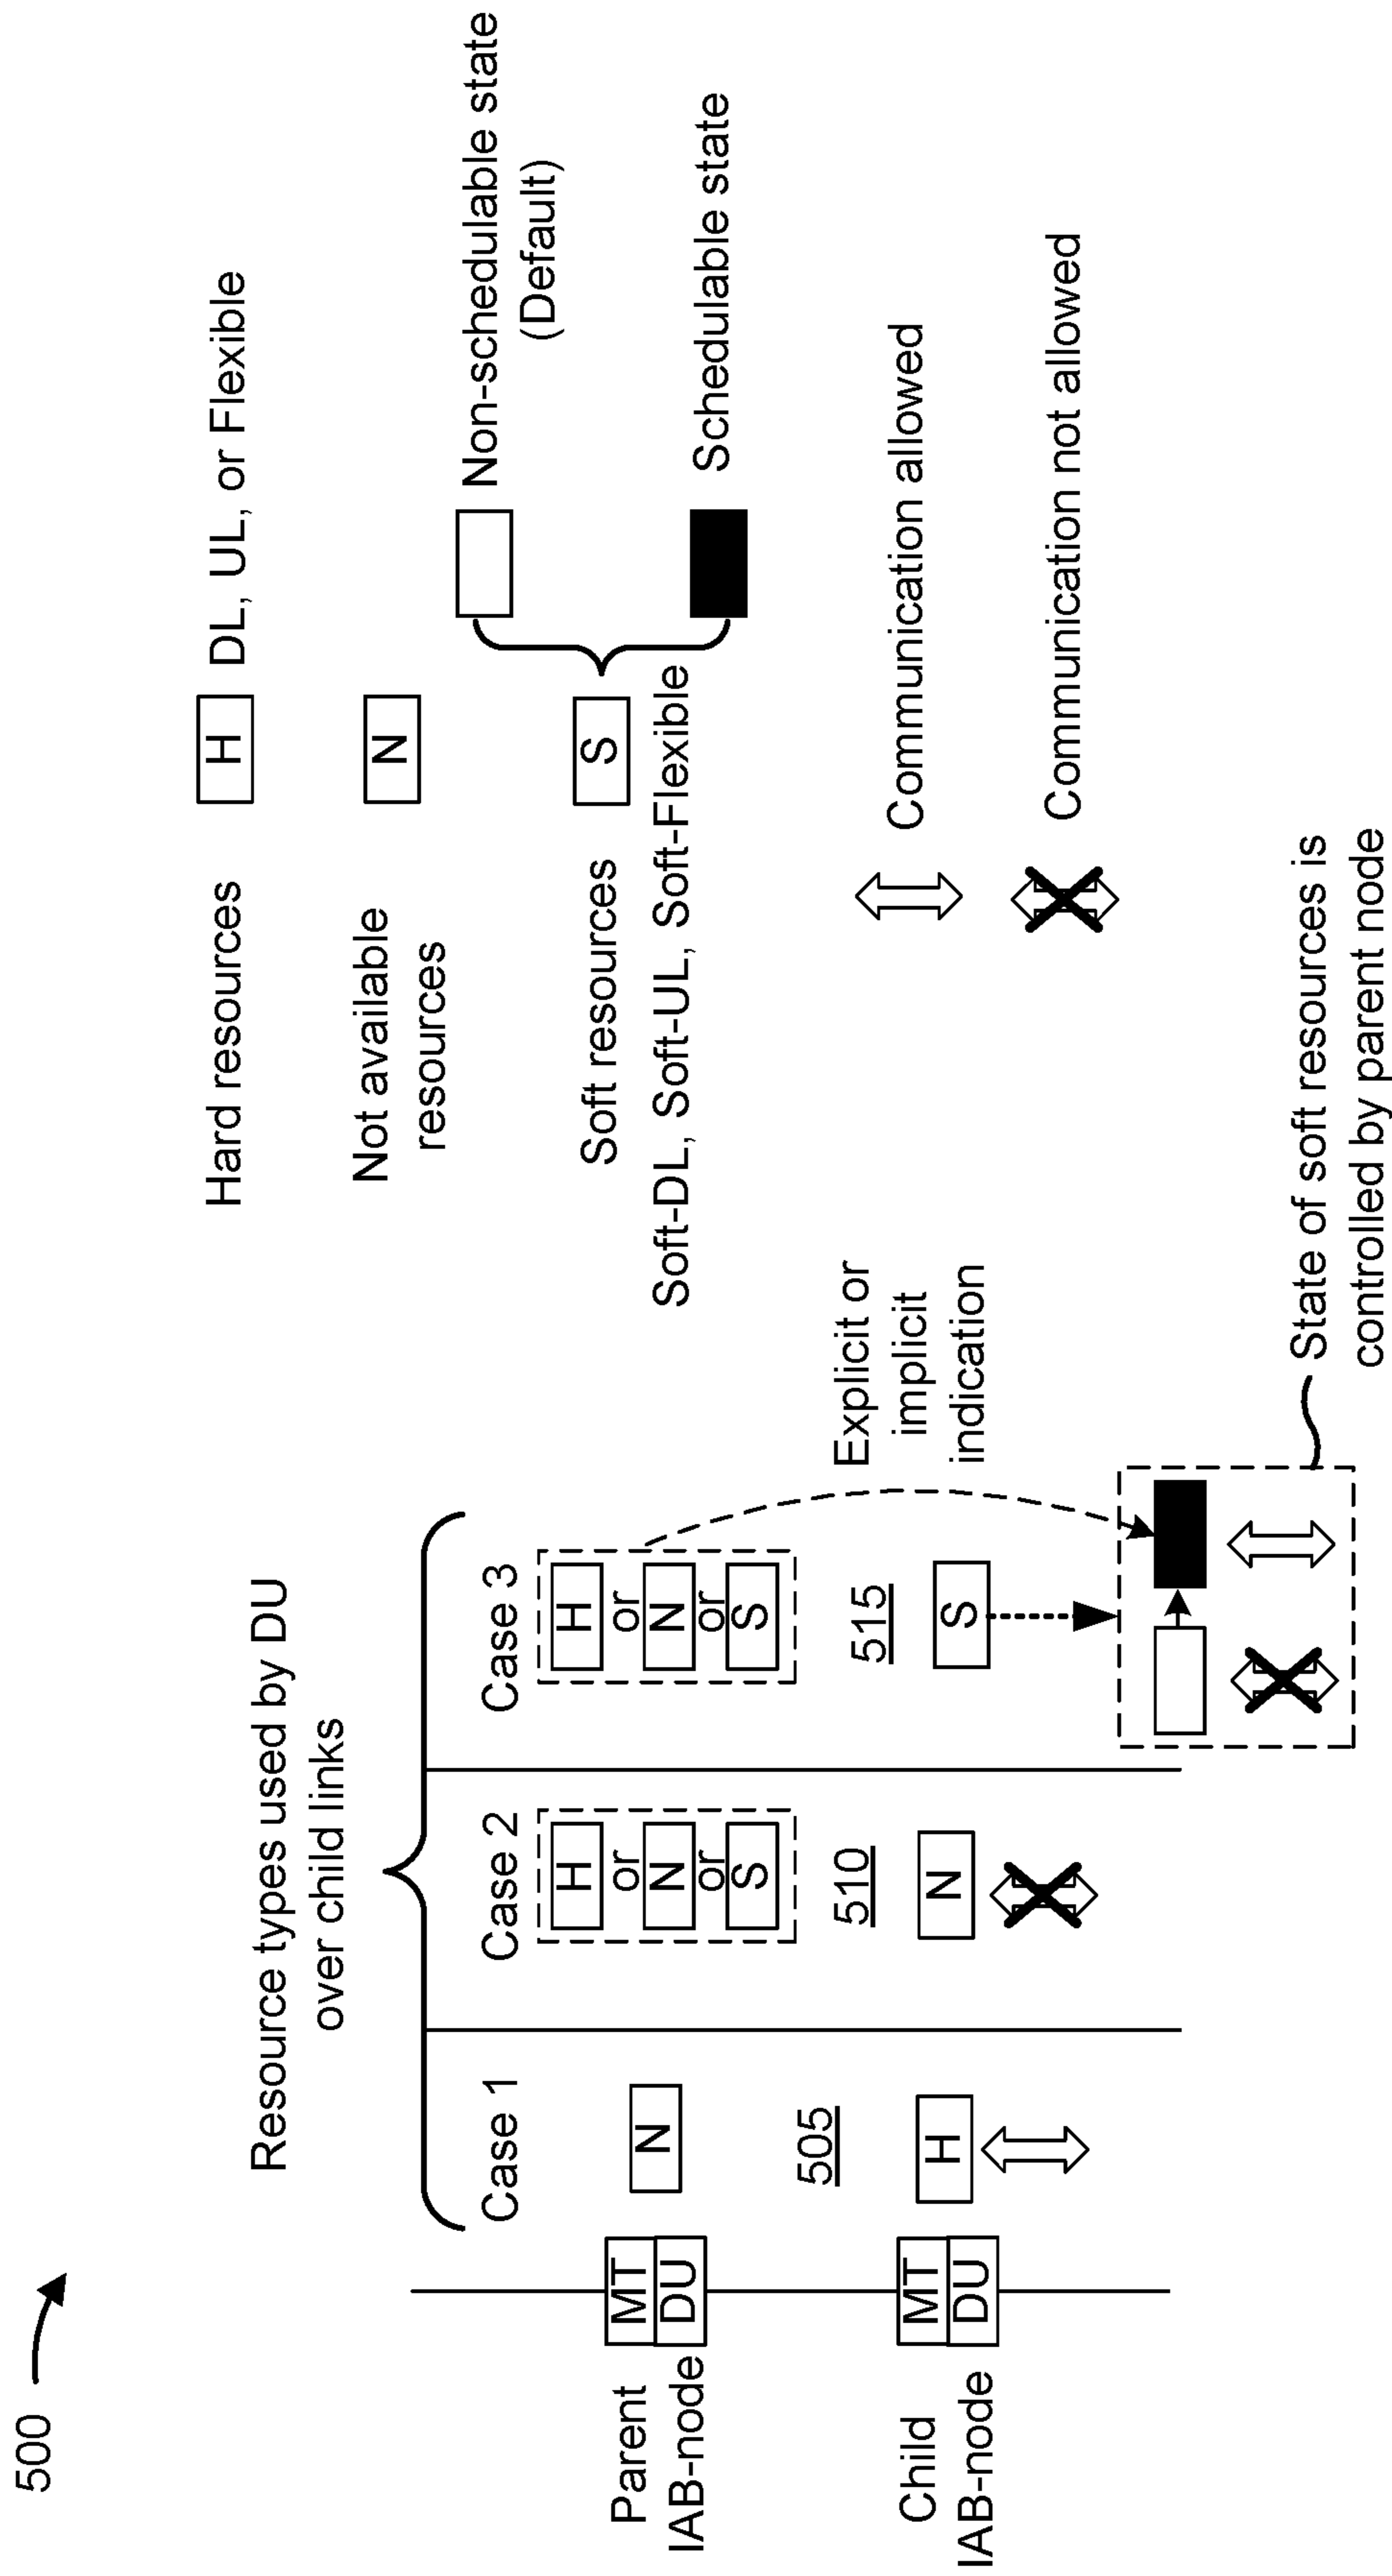 500
Resource types used by DU
over child links
Case 1
Case 2
Case 3
Parent
IAB-node
MT
DU
N
H
or
N
or
S
H
or
N
or
S
505
510
515
Explicit or
implicit
indication
Child
IAB-node
MT
DU
H
N
S
State of soft resources is
controlled by parent node
Hard resources
H
DL, UL, or Flexible
Not available
resources
N
Soft resources
S
Soft-DL, Soft-UL, Soft-Flexible
Non-schedulable state
(Default)
Schedulable state
Communication allowed
Communication not allowed